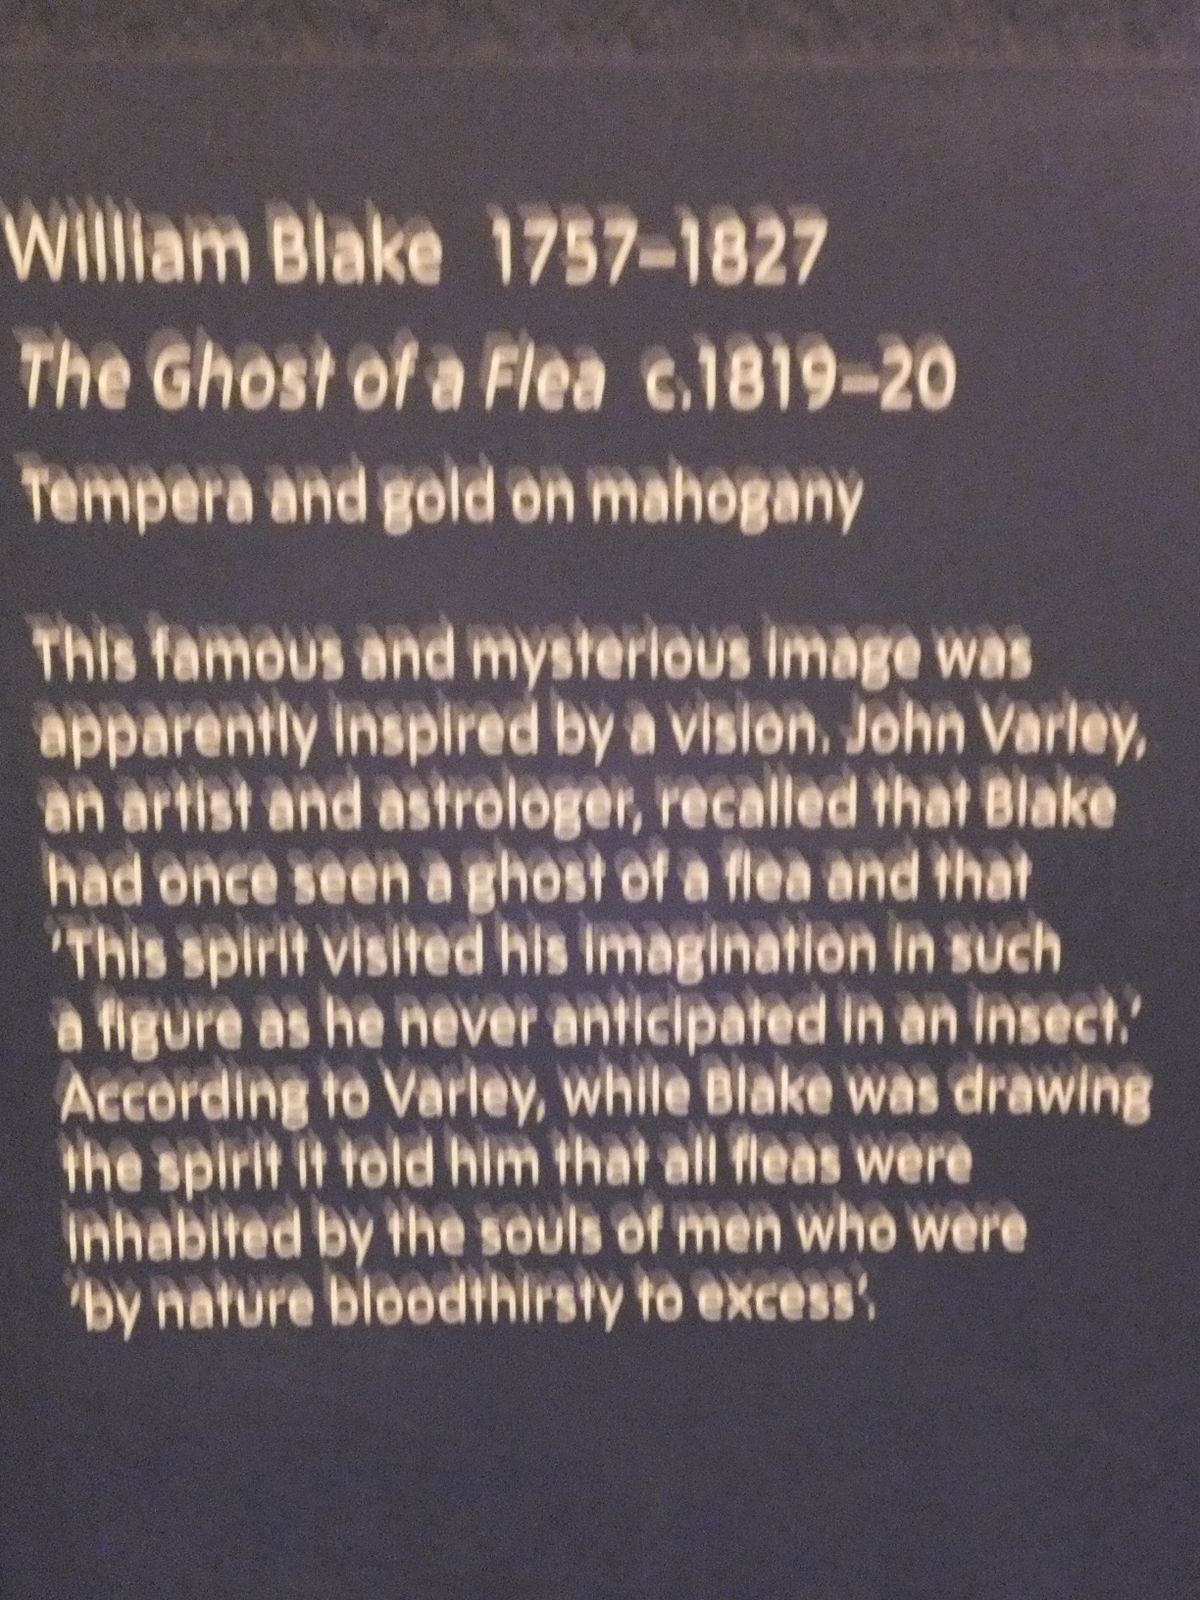 William Blake 1757–1827
The Ghost of a Flea c.1819–20
Tempera and gold on mahogany
This famous and mysterious image was
apparently inspired by a vision. John Varley,
an artist and astrologer, recalled that Blake
had once seen a ghost of a flea and that
'This spirit visited his imagination in such
a figure as he never anticipated in an insect.'
According to Varley, while Blake was drawing
the spirit it told him that all fleas were
inhabited by the souls of men who were
'by nature bloodthirsty to excess'.